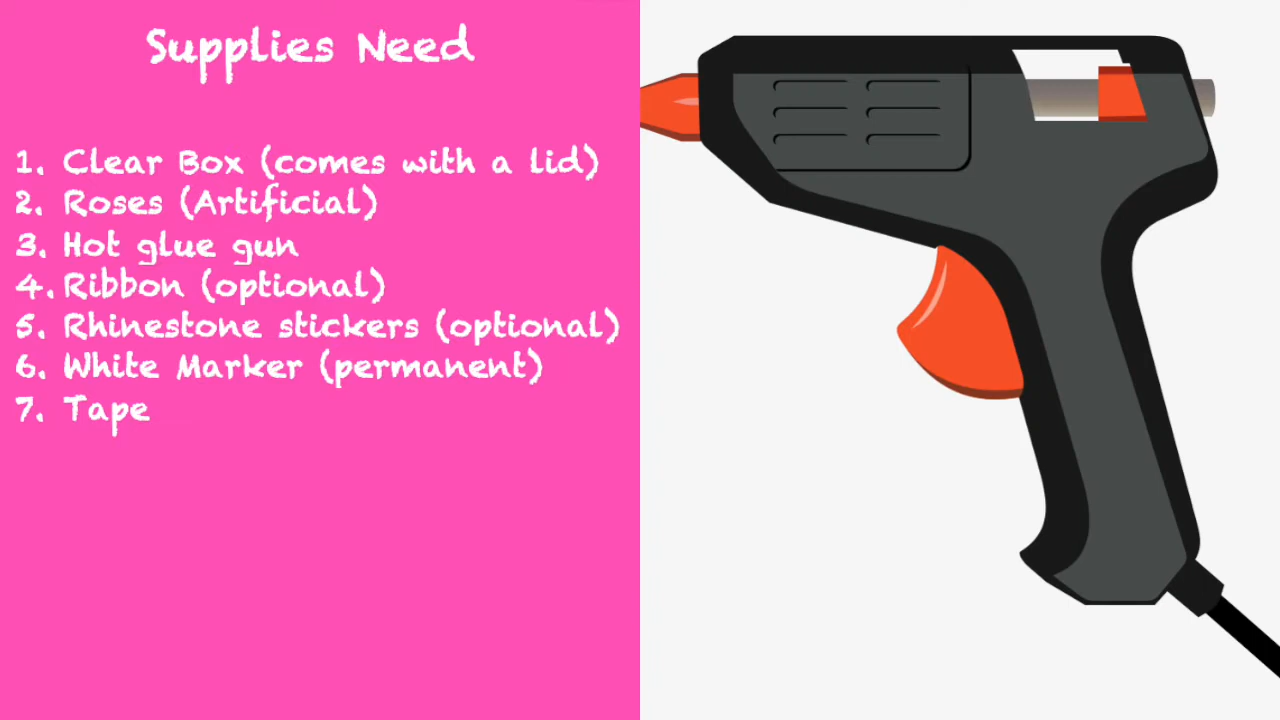 Supplies Need
1. Clear Box (comes with a lid)
2. Roses (Artificial)
3. Hot glue gun
4. Ribbon (optional)
5. Rhinestone stickers (optional)
6. White Marker (permanent)
7. Tape